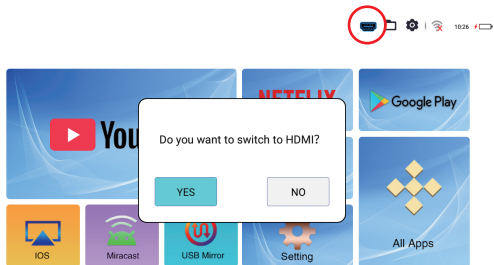 10:26
NETFLIX
You
Google Play
Do you want to switch to HDMI?
YES
NO
IOS
Miracast
USB Mirror
Setting
All Apps